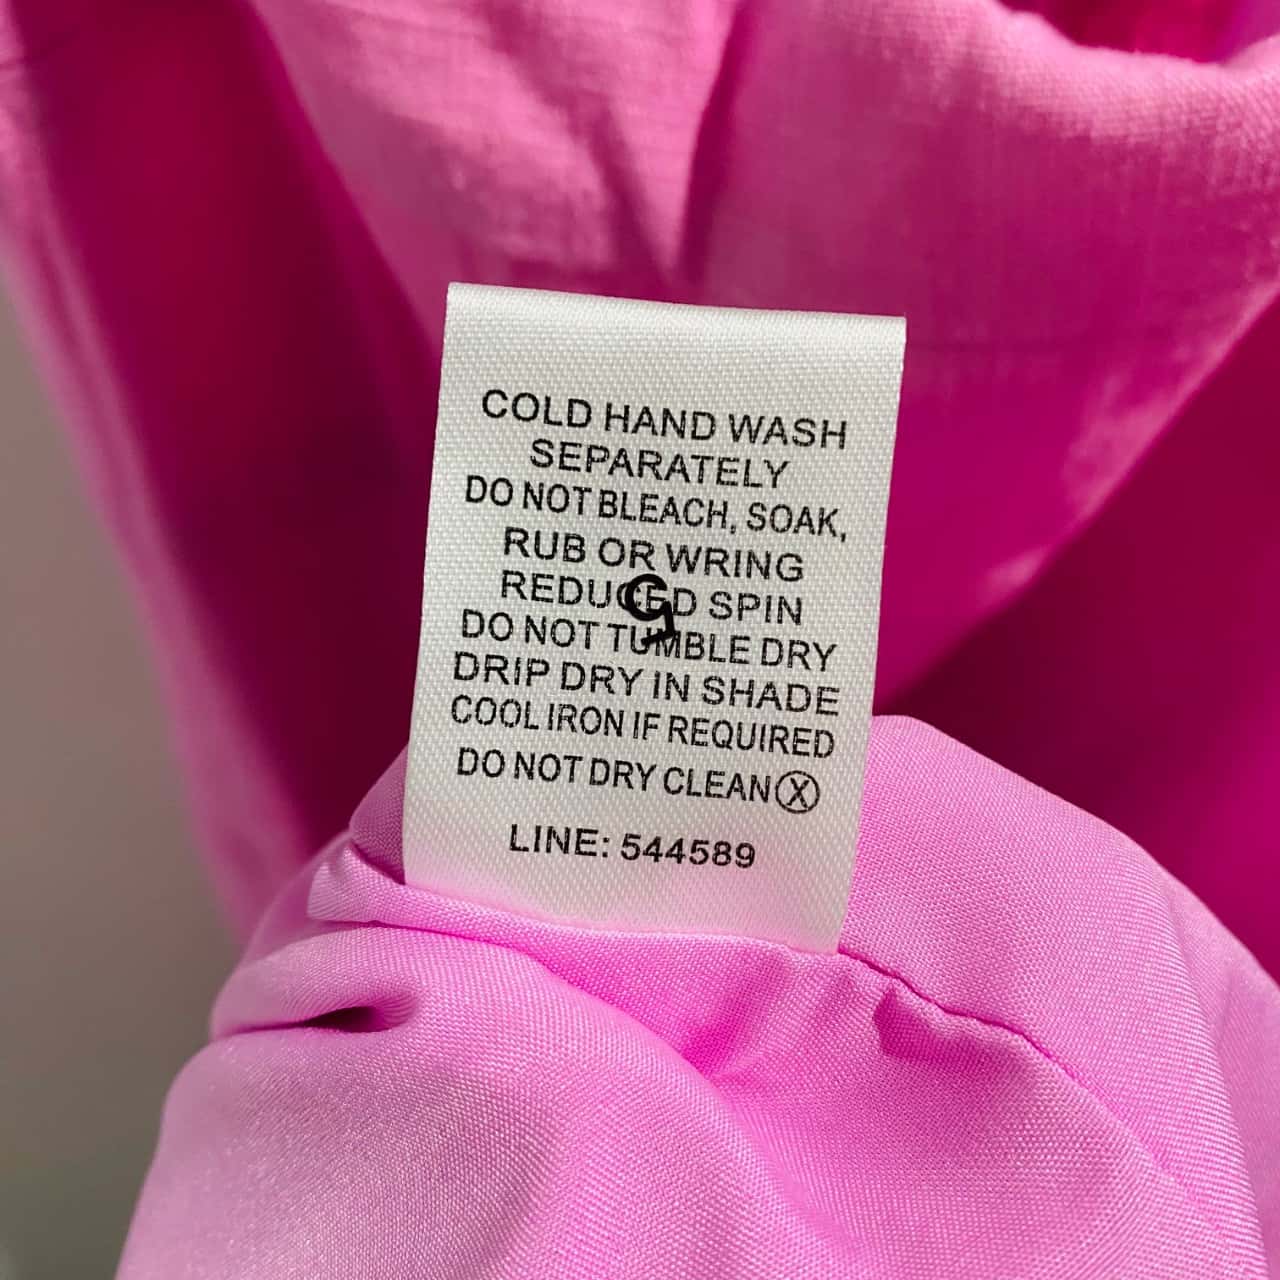 COLD HAND WASH
SEPARATELY
DO NOT BLEACH, SOAK,
RUB OR WRING
REDUCED SPIN
DO NOT TUMBLE DRY
DRIP DRY IN SHADE
COOL IRON IF REQUIRED
DO NOT DRY CLEAN Ⓧ
LINE: 544589